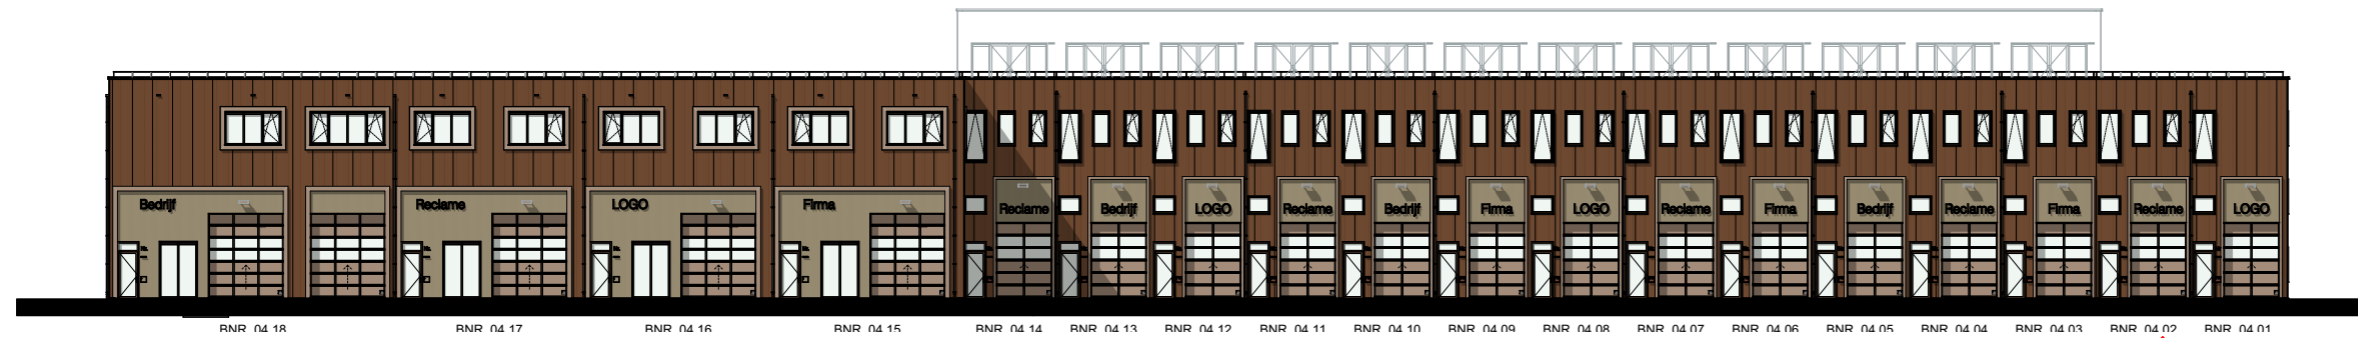 Bedrijf Reclame LOGO Firma Reclame Bedrijf LOGO Reclame Bedrijf Firma LOGO Reclame Firma Bedrijf Reclame Firma Reclame LOGO
BNR 04.18 BNR 04.17 BNR 04.16 BNR 04.15 BNR 04.14 BNR 04.13 BNR 04.12 BNR 04.11 BNR 04.10 BNR 04.09 BNR 04.08 BNR 04.07 BNR 04.06 BNR 04.05 BNR 04.04 BNR 04.03 BNR 04.02 BNR 04.01